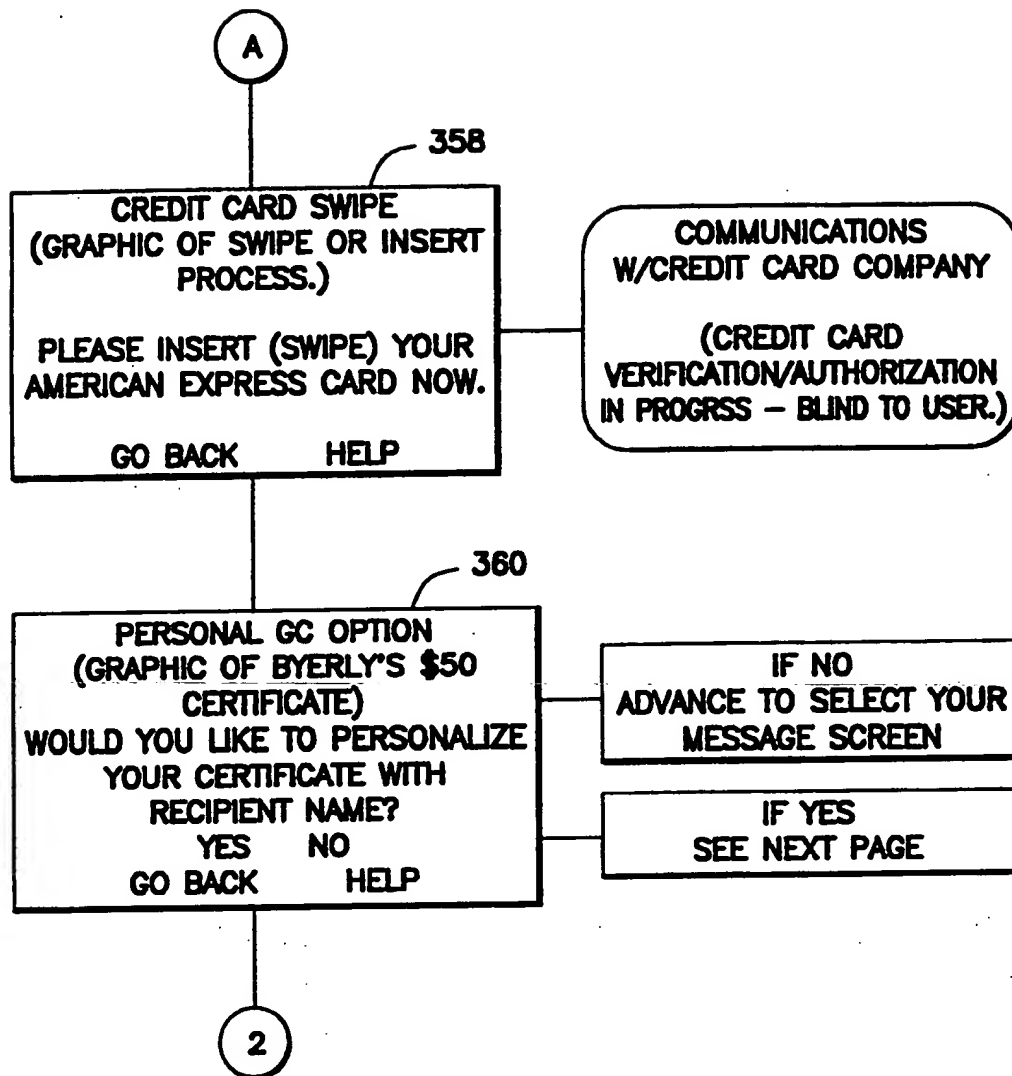 A
358
CREDIT CARD SWIPE
(GRAPHIC OF SWIPE OR INSERT
PROCESS.)
PLEASE INSERT (SWIPE) YOUR
AMERICAN EXPRESS CARD NOW.
GO BACK HELP
COMMUNICATIONS
W/CREDIT CARD COMPANY
(CREDIT CARD
VERIFICATION/AUTHORIZATION
IN PROGRSS – BLIND TO USER.)
360
PERSONAL GC OPTION
(GRAPHIC OF BYERLY'S $50
CERTIFICATE)
WOULD YOU LIKE TO PERSONALIZE
YOUR CERTIFICATE WITH
RECIPIENT NAME?
YES NO
GO BACK HELP
IF NO
ADVANCE TO SELECT YOUR
MESSAGE SCREEN
IF YES
SEE NEXT PAGE
2